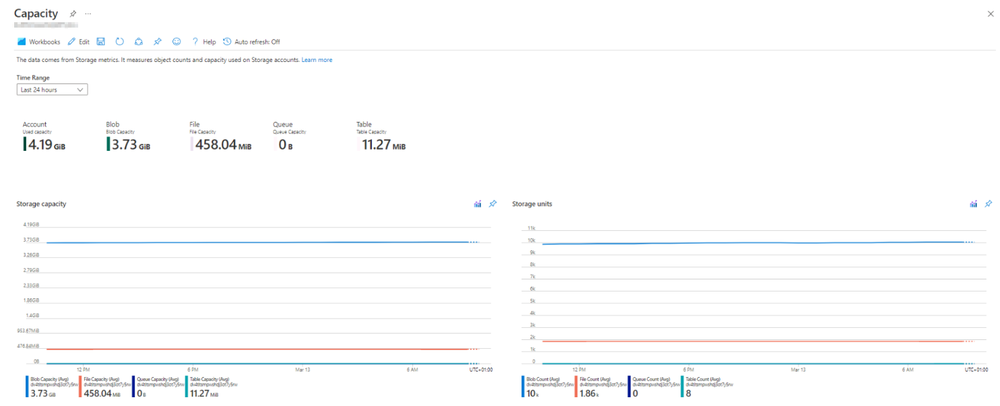 Capacity
Workbooks Edit Help Auto refresh: Off
The data comes from Storage metrics. It measures object counts and capacity used on Storage accounts. Learn more
Time Range
Last 24 hours
Account Blob File Queue Table
Used capacity Blob Capacity File Capacity Queue Capacity Table Capacity
4.19 GiB 3.73 GiB 458.04 MiB 0 B 11.27 MiB
Storage capacity
4.19GiB
3.73GiB
3.26GiB
2.79GiB
2.33GiB
1.86GiB
1.4GiB
953.67MiB
476.84MiB
0B
12 PM 6 PM Mar 13 6 AM UTC+01:00
Blob Capacity (Avg) File Capacity (Avg) Queue Capacity (Avg) Table Capacity (Avg)
3.73 GiB 458.04 MiB 0 B 11.27 MiB
Storage units
11k
10k
9k
8k
7k
6k
5k
4k
3k
2k
1k
0
12 PM 6 PM Mar 13 6 AM UTC+01:00
Blob Count (Avg) File Count (Avg) Queue Count (Avg) Table Count (Avg)
10 k 1.86 k 0 8